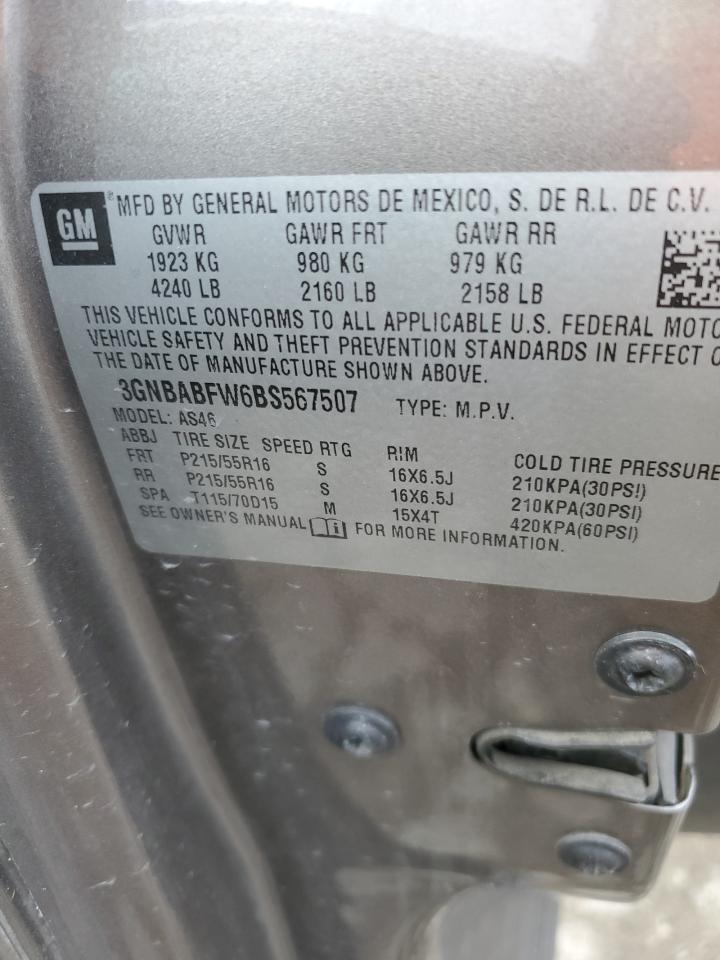 GM ® MFD BY GENERAL MOTORS DE MEXICO, S. DE R.L. DE C.V.
GVWR GAWR FRT GAWR RR
1923 KG 980 KG 979 KG
4240 LB 2160 LB 2158 LB
THIS VEHICLE CONFORMS TO ALL APPLICABLE U.S. FEDERAL
VEHICLE SAFETY AND THEFT PREVENTION STANDARDS IN EFFECT
THE DATE OF MANUFACTURE SHOWN ABOVE.
3GNBABFW6BS567507 TYPE: M.P.V.
MODEL: AS46
ABBJ TIRE SIZE SPEED RTG RIM COLD TIRE PRESSURE
FRT P215/55R16 S 16X6.5J 210KPA(30PSI)
RR P215/55R16 S 16X6.5J 210KPA(30PSI)
SPA T115/70D15 M 15X4T 420KPA(60PSI)
SEE OWNER'S MANUAL FOR MORE INFORMATION.